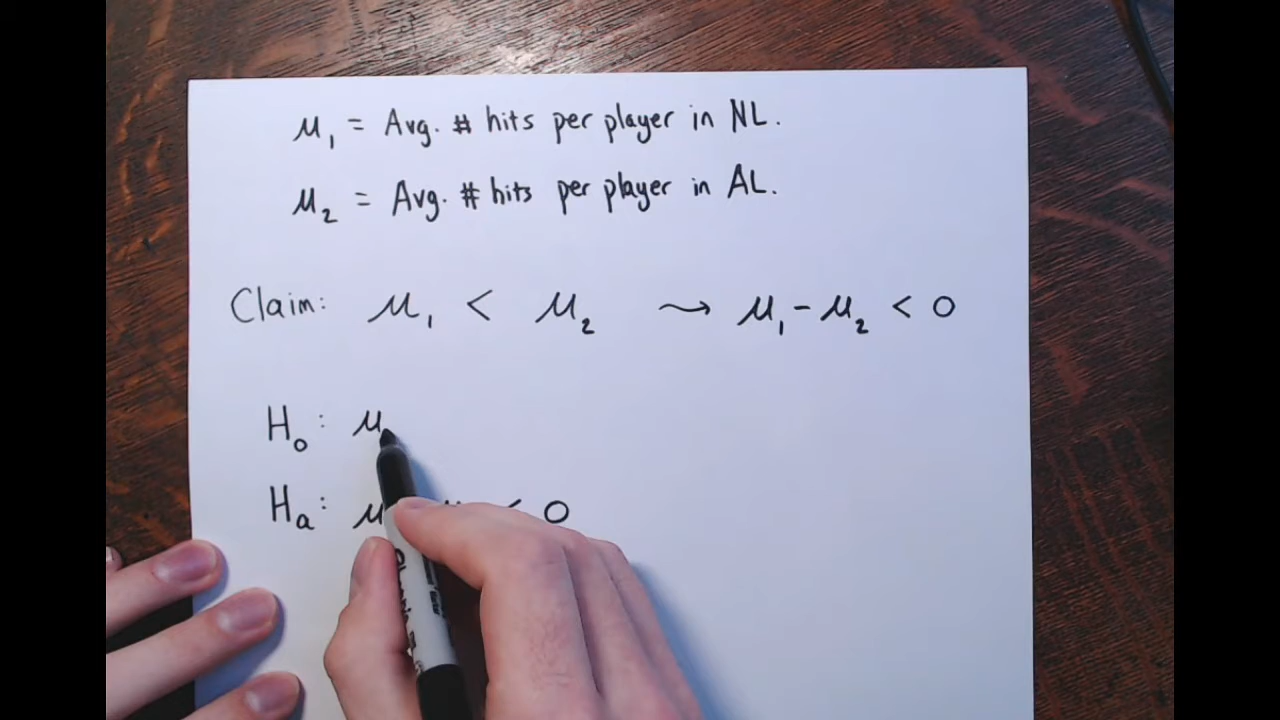 μ₁ = Avg. # hits per player in NL.
μ₂ = Avg. # hits per player in AL.
Claim: μ₁ < μ₂ ⤳ μ₁ - μ₂ < 0
H₀: μ
Hₐ: μ < 0